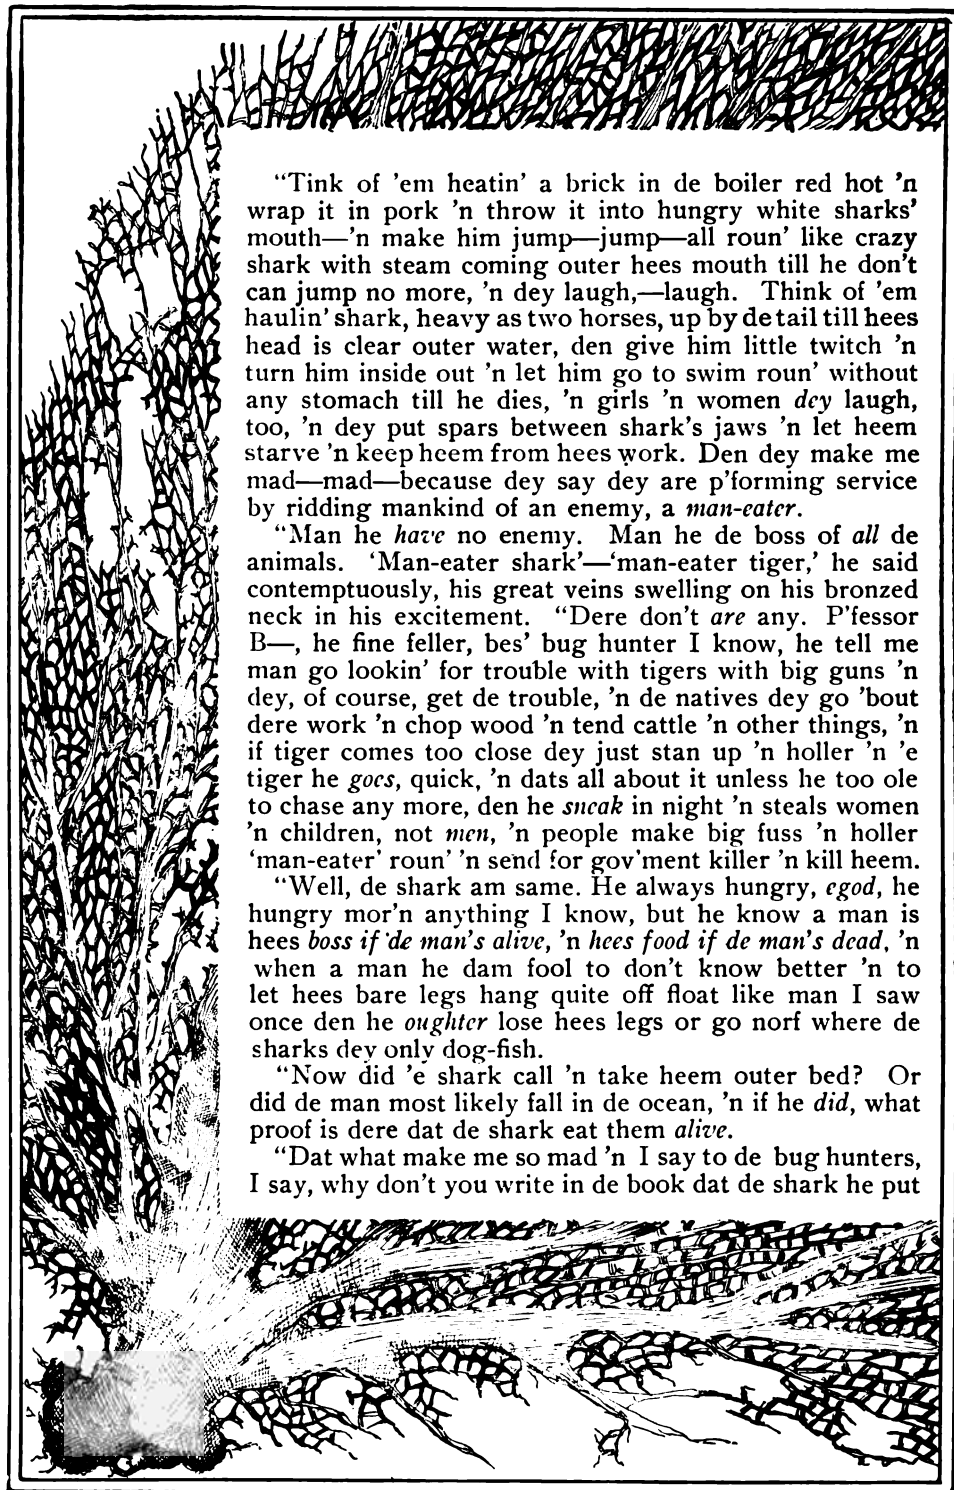 “Tink of 'em heatin' a brick in de boiler red hot 'n
wrap it in pork 'n throw it into hungry white sharks'
mouth—'n make him jump—jump—all roun' like crazy
shark with steam coming outer hees mouth till he don't
can jump no more, 'n dey laugh,—laugh. Think of 'em
haulin' shark, heavy as two horses, up by de tail till hees
head is clear outer water, den give him little twitch 'n
turn him inside out 'n let him go to swim roun' without
any stomach till he dies, 'n girls 'n women dey laugh,
too, 'n dey put spars between shark's jaws 'n let heem
starve 'n keep heem from hees work. Den dey make me
mad—mad—because dey say dey are p'forming service
by ridding mankind of an enemy, a man-eater.
“Man he have no enemy. Man he de boss of all de
animals. 'Man-eater shark'—'man-eater tiger,' he said
contemptuously, his great veins swelling on his bronzed
neck in his excitement. “Dere don't are any. P'fessor
B—, he fine feller, bes' bug hunter I know, he tell me
man go lookin' for trouble with tigers with big guns 'n
dey, of course, get de trouble, 'n de natives dey go 'bout
dere work 'n chop wood 'n tend cattle 'n other things, 'n
if tiger comes too close dey just stan up 'n holler 'n 'e
tiger he goes, quick, 'n dats all about it unless he too ole
to chase any more, den he sneak in night 'n steals women
'n children, not men, 'n people make big fuss 'n holler
'man-eater' roun' 'n send for gov'ment killer 'n kill heem.
“Well, de shark am same. He always hungry, egod, he
hungry mor'n anything I know, but he know a man is
hees boss if de man's alive, 'n hees food if de man's dead, 'n
when a man he dam fool to don't know better 'n to
let hees bare legs hang quite off float like man I saw
once den he oughter lose hees legs or go norf where de
sharks dey only dog-fish.
“Now did 'e shark call 'n take heem outer bed? Or
did de man most likely fall in de ocean, 'n if he did, what
proof is dere dat de shark eat them alive.
“Dat what make me so mad 'n I say to de bug hunters,
I say, why don't you write in de book dat de shark he put